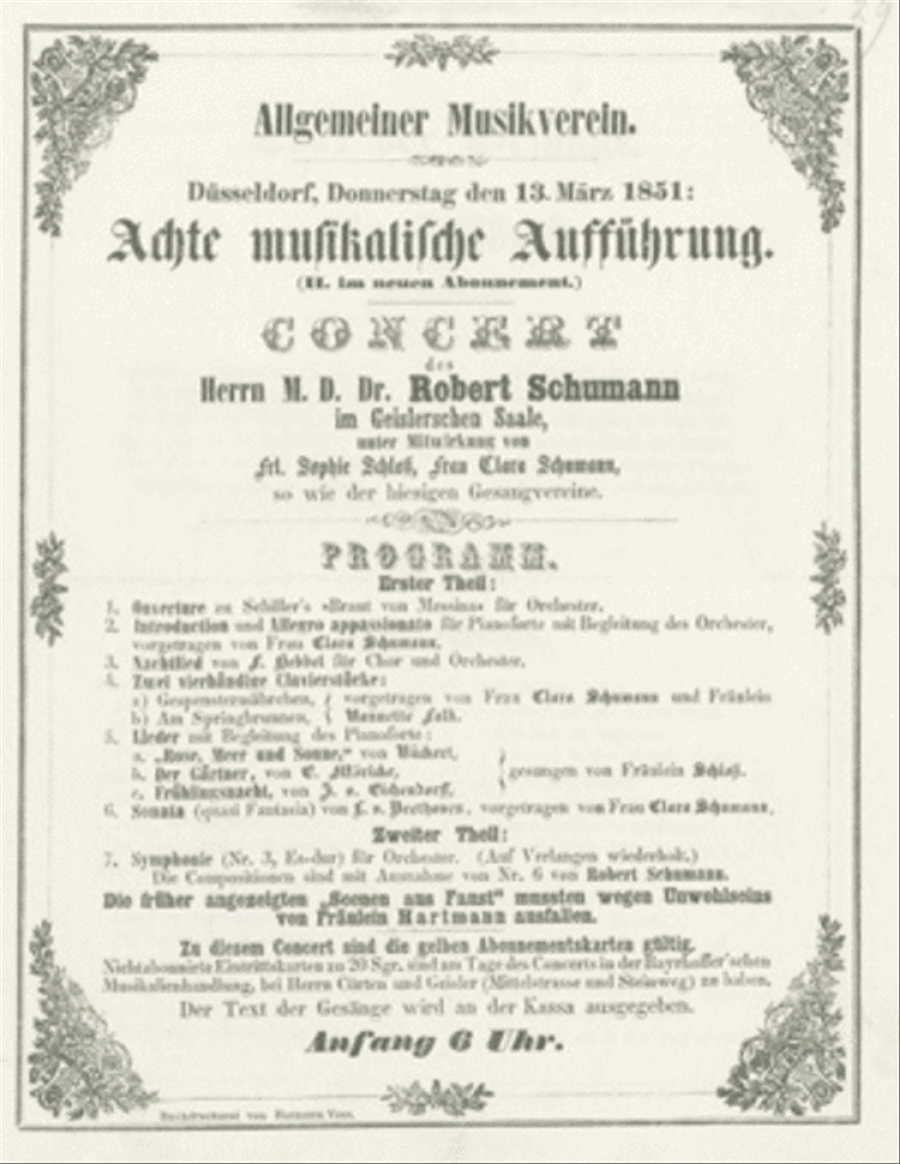 Allgemeiner Musikverein.
Düsseldorf, Donnerstag den 13. März 1851:
Achte muſikaliſche Aufführung.
(II. im neuen Abonnement.)
CONCERT
des
Herrn M. D. Dr. Robert Schumann
im Geislerschen Saale,
unter Mitwirkung von
Frl. Sophie Schloß, Frau Clara Schumann,
so wie der hiesigen Gesangvereine.
PROGRAMM.
Erster Theil:
1. Ouverture zu Schiller's »Braut von Messina« für Orchester.
2. Introduction und Allegro appassionato für Pianoforte mit Begleitung des Orchester,
vorgetragen von Frau Clara Schumann.
3. Nachtlied von F. Hebbel für Chor und Orchester.
4. Zwei vierhändige Clavierstücke:
a) Gespenstermährchen, vorgetragen von Frau Clara Schumann und Fräulein
b) Am Springbrunnen, Falk.
5. Lieder mit Begleitung des Pianoforte:
a. „Rose, Meer und Sonne," von Rückert,
b. Der Gärtner, von E. Möricke, gesungen von Fräulein Schloß.
c. Frühlingsnacht, von J. v. Eichendorff,
6. Sonata (quasi Fantasia) von L. v. Beethoven, vorgetragen von Frau Clara Schumann.
Zweiter Theil:
7. Symphonie (Nr. 3, Es-dur) für Orchester. (Auf Verlangen wiederholt.)
Die Compositionen sind mit Ausnahme von Nr. 6 von Robert Schumann.
Die früher angezeigten „Scenen aus Faust" mussten wegen Unwohlseins
von Fräulein Hartmann ausfallen.
Zu diesem Concert sind die gelben Abonnementskarten gültig.
Nichtabonnirte Eintrittskarten zu 20 Sgr. sind am Tage des Concerts in der Bayrhoffer'schen
Musikalienhandlung, bei Herrn Cürten und Geisler (Mittelstrasse und Steinweg) zu haben.
Der Text der Gesänge wird an der Kassa ausgegeben.
Anfang 6 Uhr.
von Hermann Voss.
29